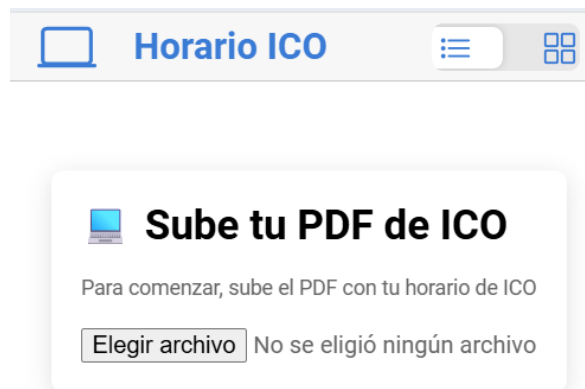 Horario ICO
Sube tu PDF de ICO
Para comenzar, sube el PDF con tu horario de ICO
Elegir archivo No se eligió ningún archivo